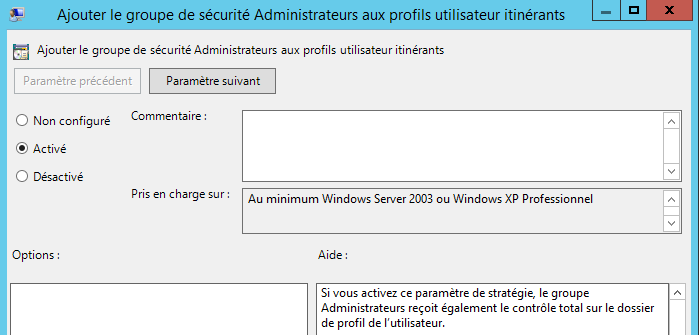 Ajouter le groupe de sécurité Administrateurs aux profils utilisateur itinérants
Ajouter le groupe de sécurité Administrateurs aux profils utilisateur itinérants
Paramètre précédent
Paramètre suivant
Non configuré
Commentaire :
Activé
Désactivé
Pris en charge sur :
Au minimum Windows Server 2003 ou Windows XP Professionnel
Options :
Aide :
Si vous activez ce paramètre de stratégie, le groupe
Administrateurs reçoit également le contrôle total sur le dossier
de profil de l'utilisateur.